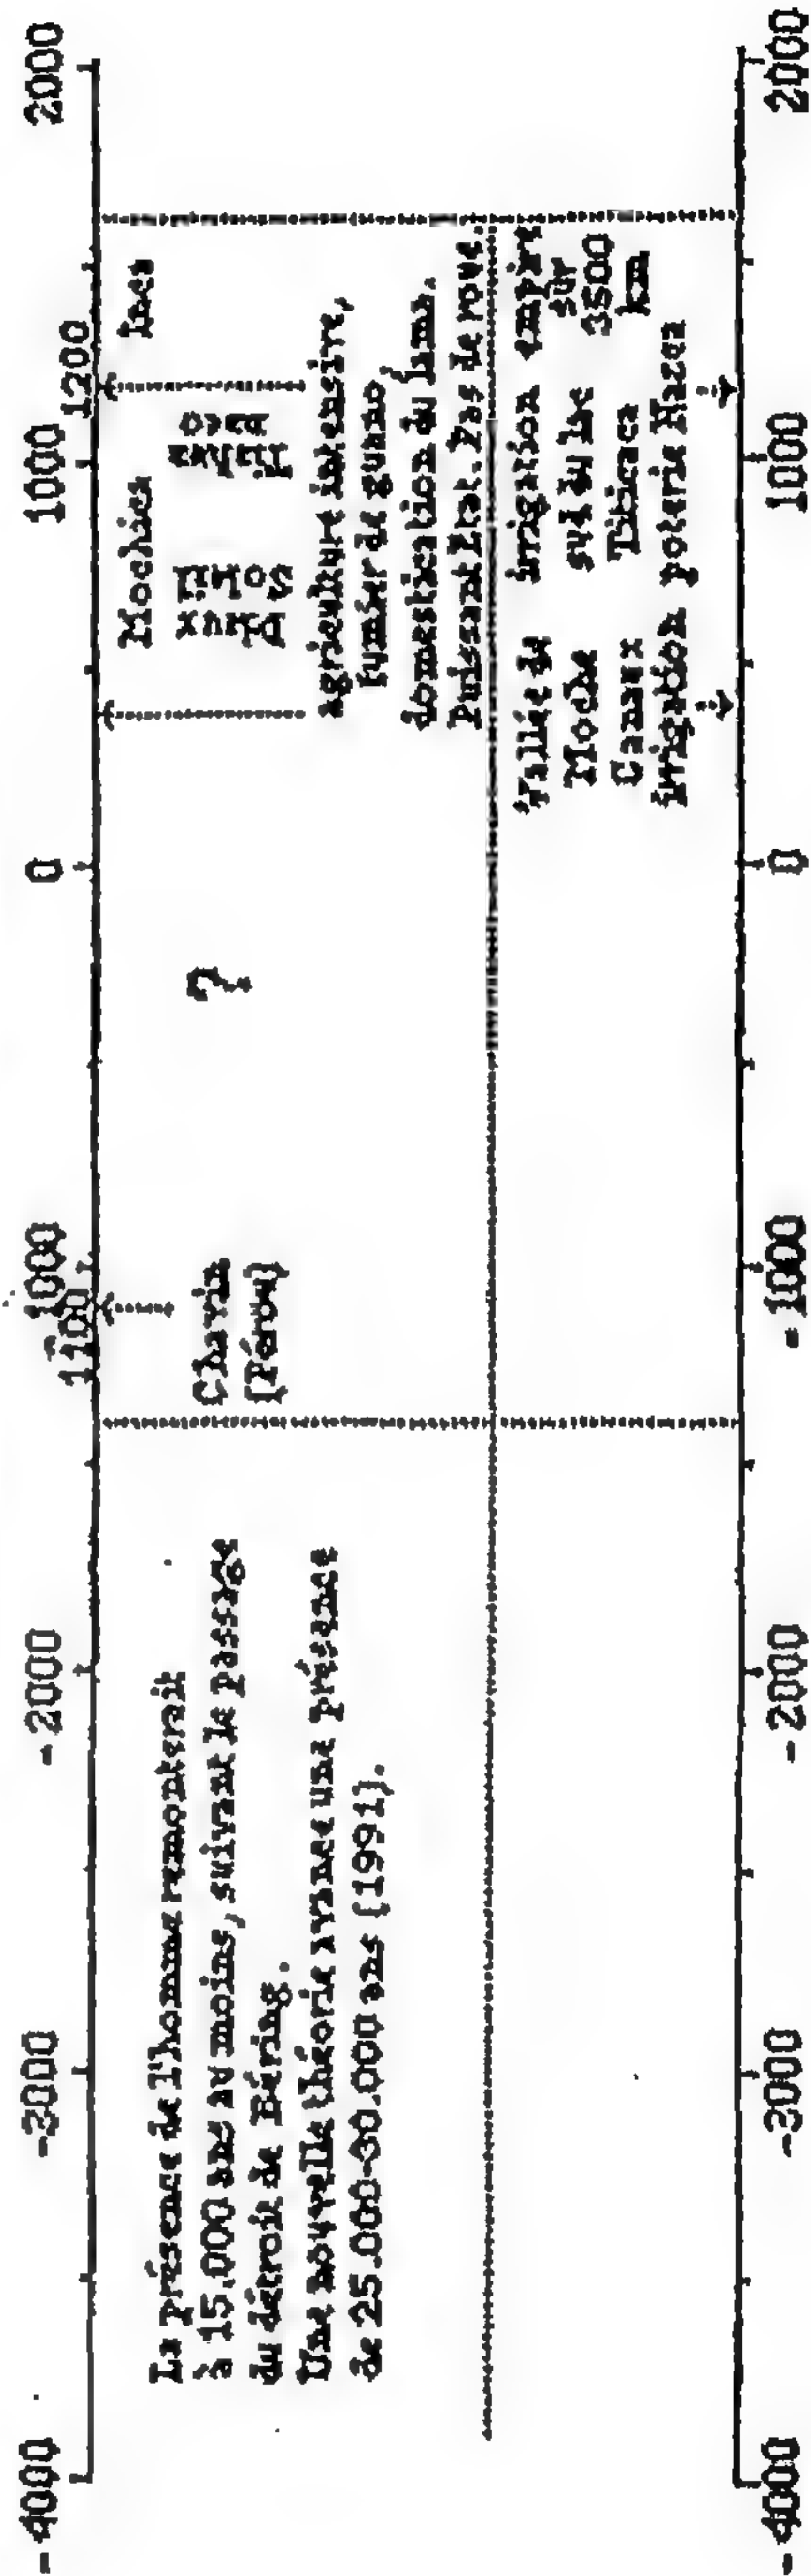 -4000 -3000 -2000 -1000 0 1000 2000
1100 1200
La présence de l'homme remonterait
à 15.000 ans au moins, suivant le passage
du détroit de Béring.
Une nouvelle théorie avance une présence
de 25.000-30.000 ans (1991).
Chavin
(Pérou)
?
Mochica
Incas
agriculture intensive,
fumier de guano,
domestication du lama.
Puissant Etat. Pas de roue
Vallée de
Moche
Canaux
irrigation
irrigation
sud du lac
Titicaca
poterie Nazca
empire
sur
3500
km
-4000 -3000 -2000 -1000 0 1000 2000